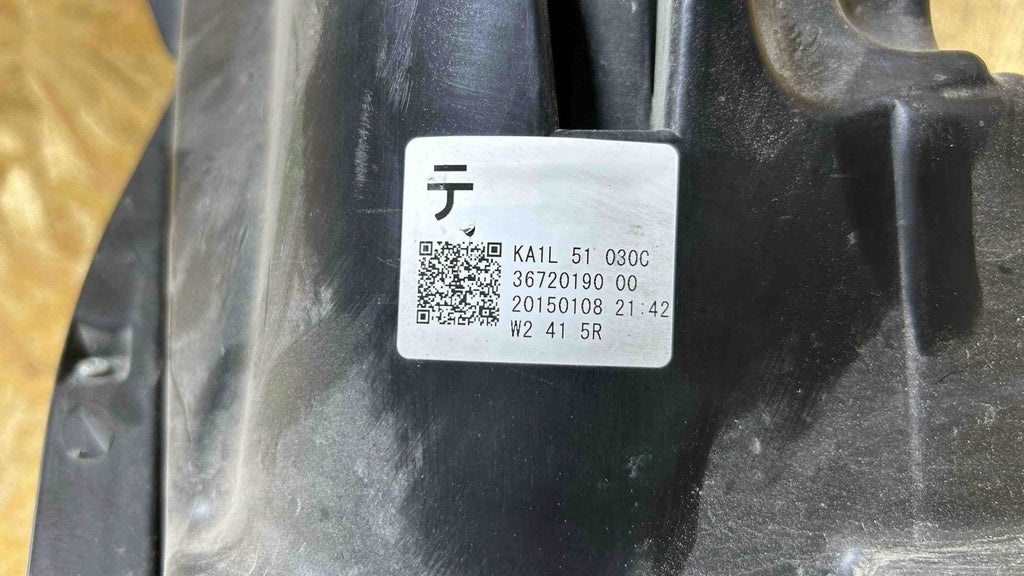 テ
KA1L 51 030C
36720190 00
20150108 21:42
W2 41 5R